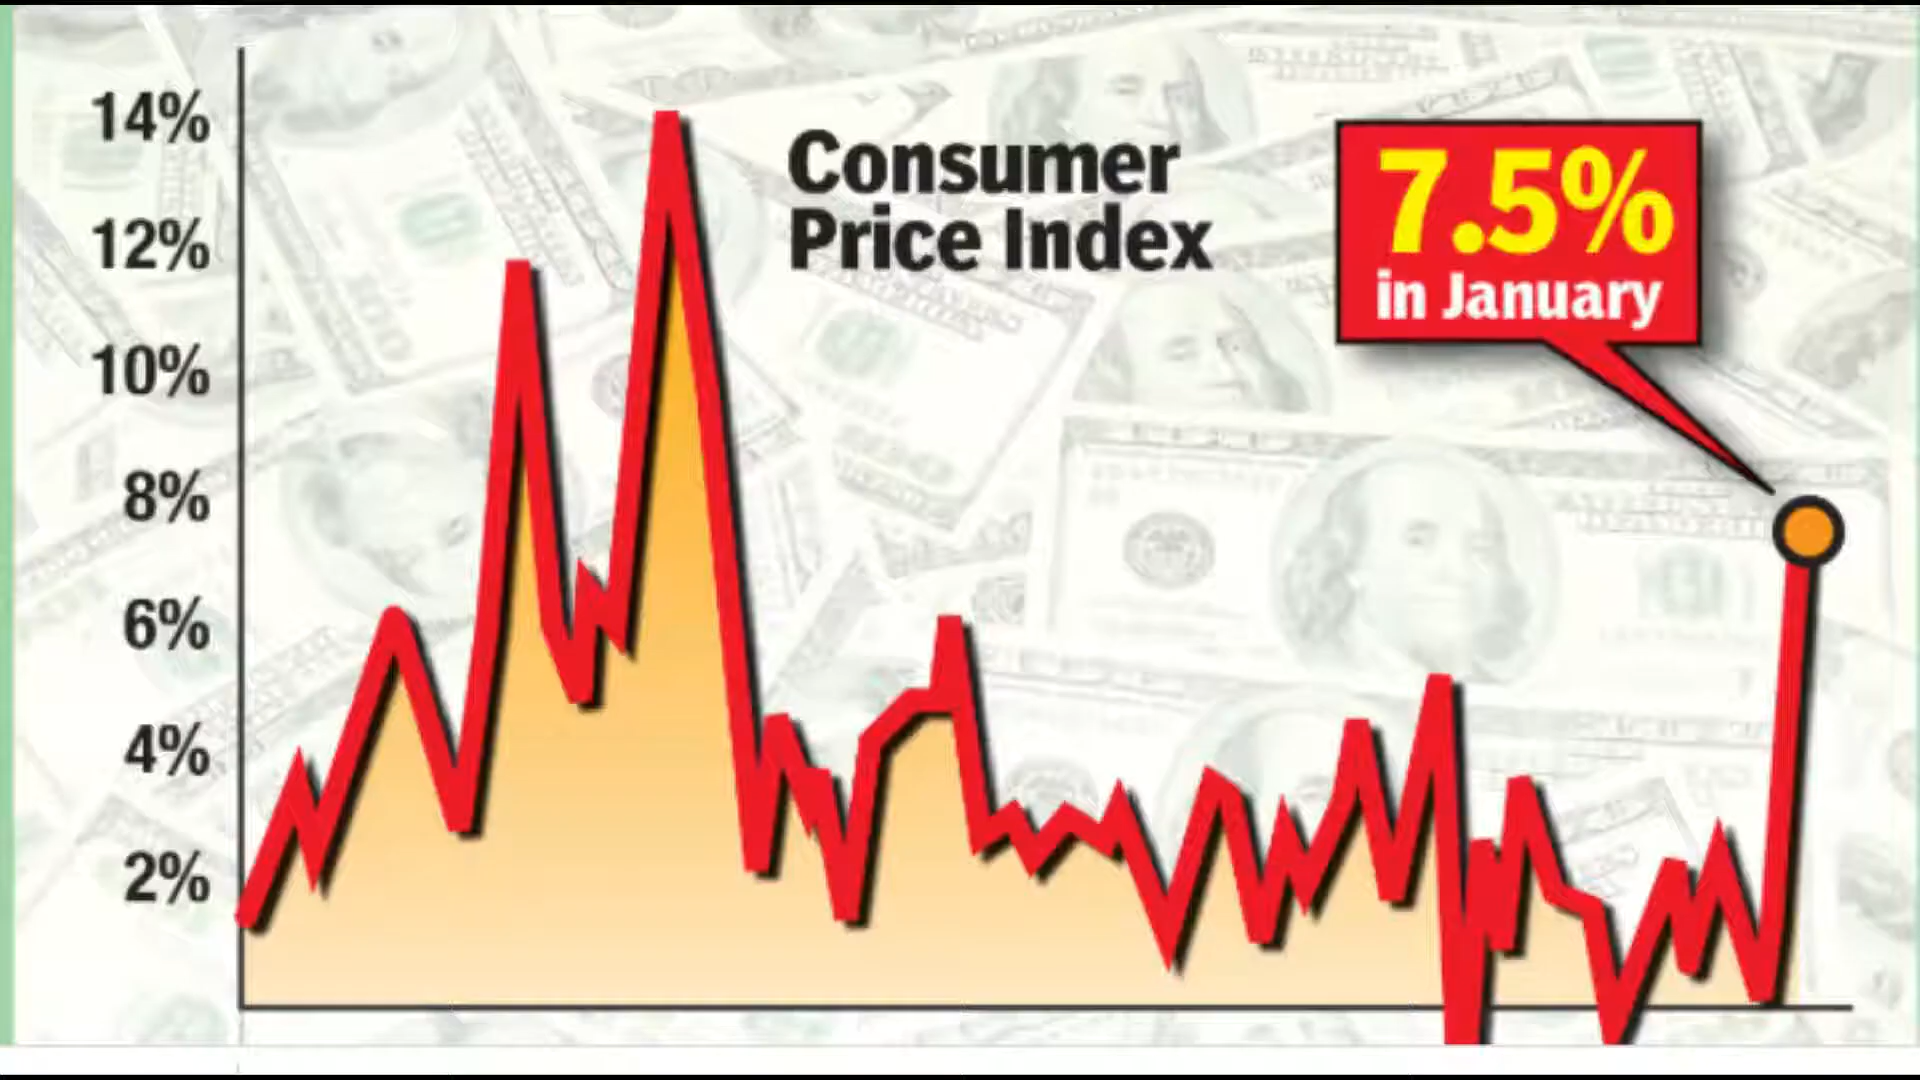 14%
12%
10%
8%
6%
4%
2%
Consumer
Price Index
7.5%
in January